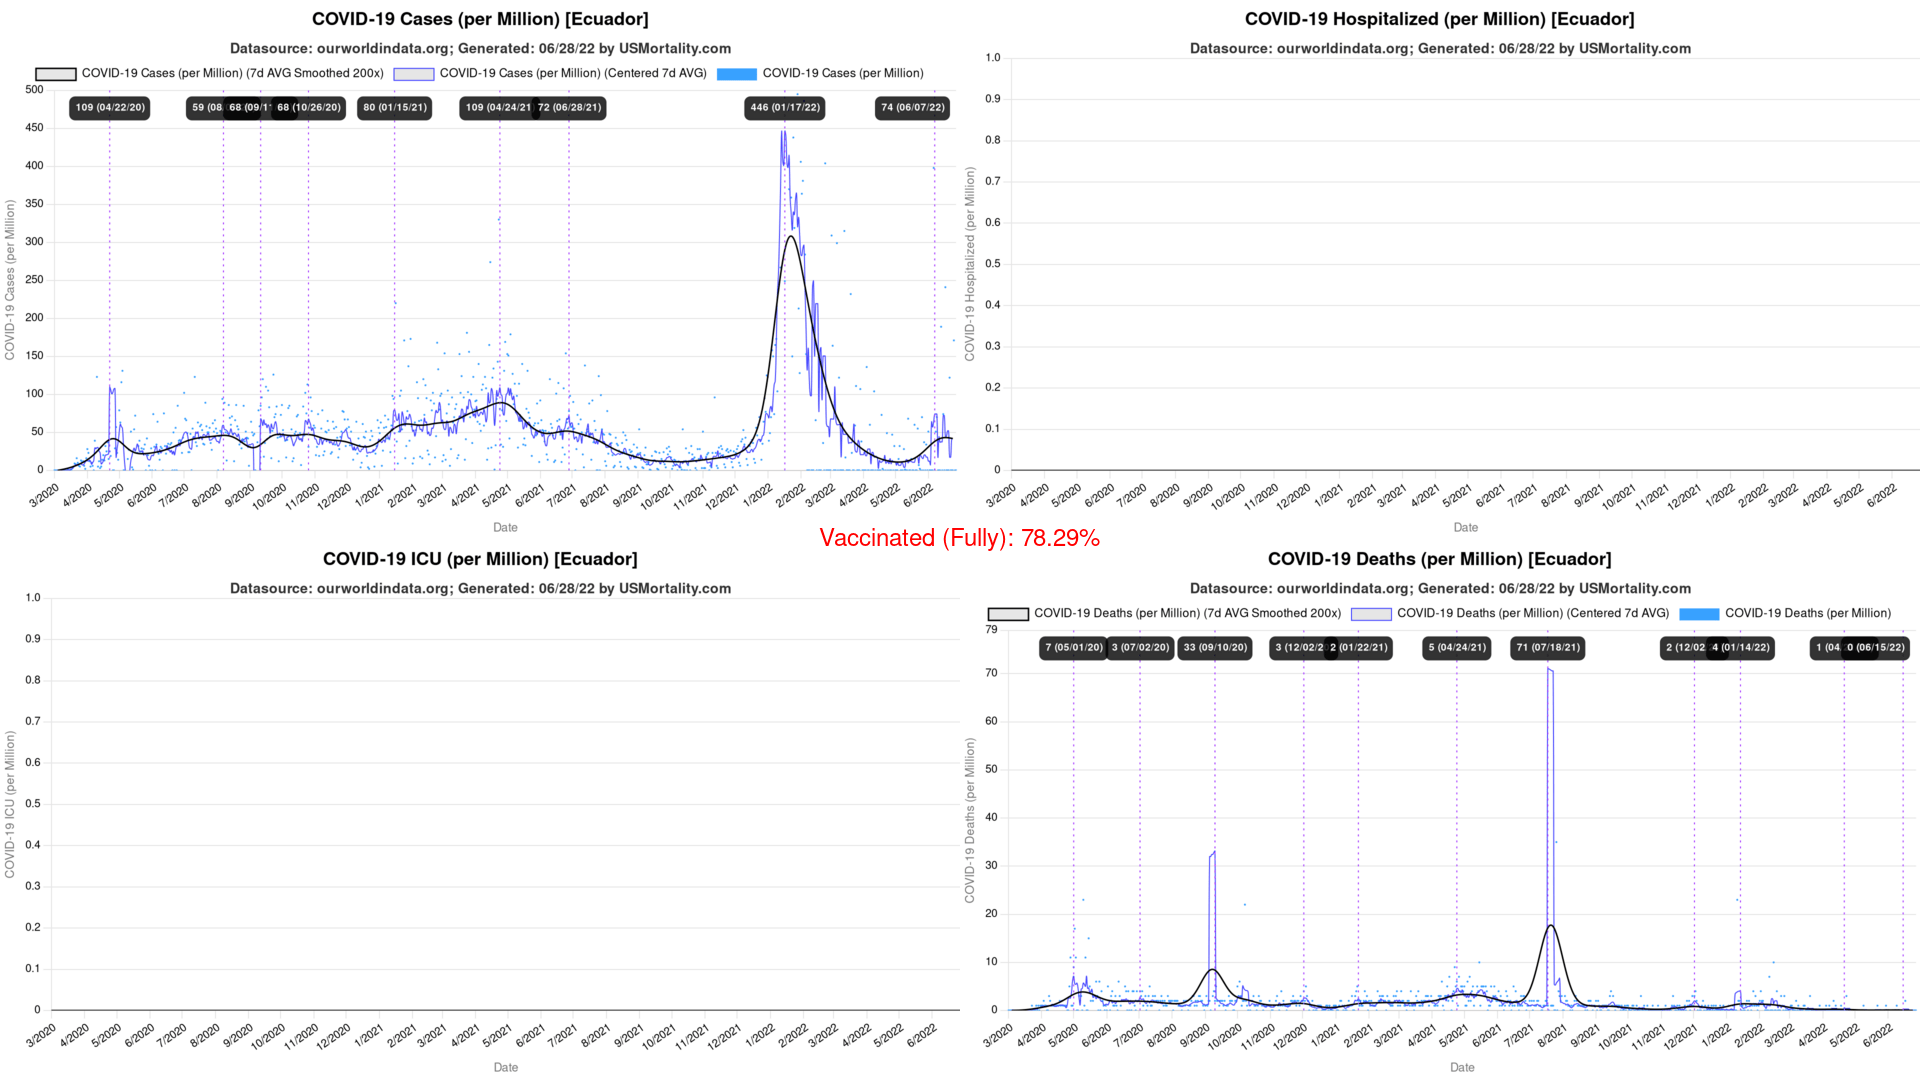 COVID-19 Cases (per Million) [Ecuador]
Datasource: ourworldindata.org; Generated: 06/28/22 by USMortality.com
COVID-19 Cases (per Million) (7d AVG Smoothed 200x)
COVID-19 Cases (per Million) (Centered 7d AVG)
COVID-19 Cases (per Million)
109 (04/22/20)
59 (08
68 (09/1
68 (10/26/20)
80 (01/15/21)
109 (04/24/21)
72 (06/28/21)
446 (01/17/22)
74 (06/07/22)
500
450
400
350
300
250
200
150
100
50
0
COVID-19 Cases (per Million)
3/2020 4/2020 5/2020 6/2020 7/2020 8/2020 9/2020 10/2020 11/2020 12/2020 1/2021 2/2021 3/2021 4/2021 5/2021 6/2021 7/2021 8/2021 9/2021 10/2021 11/2021 12/2021 1/2022 2/2022 3/2022 4/2022 5/2022 6/2022
Date
COVID-19 Hospitalized (per Million) [Ecuador]
Datasource: ourworldindata.org; Generated: 06/28/22 by USMortality.com
1.0
0.9
0.8
0.7
0.6
0.5
0.4
0.3
0.2
0.1
0
COVID-19 Hospitalized (per Million)
3/2020 4/2020 5/2020 6/2020 7/2020 8/2020 9/2020 10/2020 11/2020 12/2020 1/2021 2/2021 3/2021 4/2021 5/2021 6/2021 7/2021 8/2021 9/2021 10/2021 11/2021 12/2021 1/2022 2/2022 3/2022 4/2022 5/2022 6/2022
Date
Vaccinated (Fully): 78.29%
COVID-19 ICU (per Million) [Ecuador]
Datasource: ourworldindata.org; Generated: 06/28/22 by USMortality.com
1.0
0.9
0.8
0.7
0.6
0.5
0.4
0.3
0.2
0.1
0
COVID-19 ICU (per Million)
3/2020 4/2020 5/2020 6/2020 7/2020 8/2020 9/2020 10/2020 11/2020 12/2020 1/2021 2/2021 3/2021 4/2021 5/2021 6/2021 7/2021 8/2021 9/2021 10/2021 11/2021 12/2021 1/2022 2/2022 3/2022 4/2022 5/2022 6/2022
Date
COVID-19 Deaths (per Million) [Ecuador]
Datasource: ourworldindata.org; Generated: 06/28/22 by USMortality.com
COVID-19 Deaths (per Million) (7d AVG Smoothed 200x)
COVID-19 Deaths (per Million) (Centered 7d AVG)
COVID-19 Deaths (per Million)
7 (05/01/20)
3 (07/02/20)
33 (09/10/20)
3 (12/02/2
2 (01/22/21)
5 (04/24/21)
71 (07/18/21)
2 (12/02
4 (01/14/22)
1 (04
0 (06/15/22)
79
70
60
50
40
30
20
10
0
COVID-19 Deaths (per Million)
3/2020 4/2020 5/2020 6/2020 7/2020 8/2020 9/2020 10/2020 11/2020 12/2020 1/2021 2/2021 3/2021 4/2021 5/2021 6/2021 7/2021 8/2021 9/2021 10/2021 11/2021 12/2021 1/2022 2/2022 3/2022 4/2022 5/2022 6/2022
Date